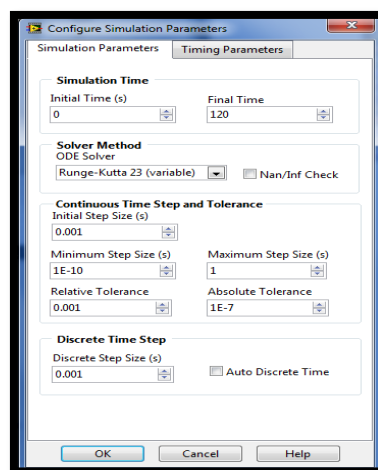 Configure Simulation Parameters
Simulation Parameters Timing Parameters
Simulation Time
Initial Time (s) Final Time
0 120
Solver Method
ODE Solver
Runge-Kutta 23 (variable) Nan/Inf Check
Continuous Time Step and Tolerance
Initial Step Size (s)
0.001
Minimum Step Size (s) Maximum Step Size (s)
1E-10 1
Relative Tolerance Absolute Tolerance
0.001 1E-7
Discrete Time Step
Discrete Step Size (s)
0.001 Auto Discrete Time
OK Cancel Help